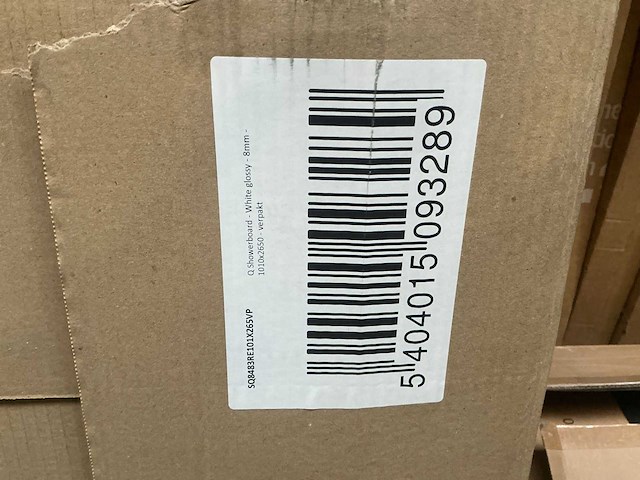 SQ8483RE101X265VP
Q Showerboard - White glossy - 8mm -
1010x2650 - verpakt
5 404015 093289